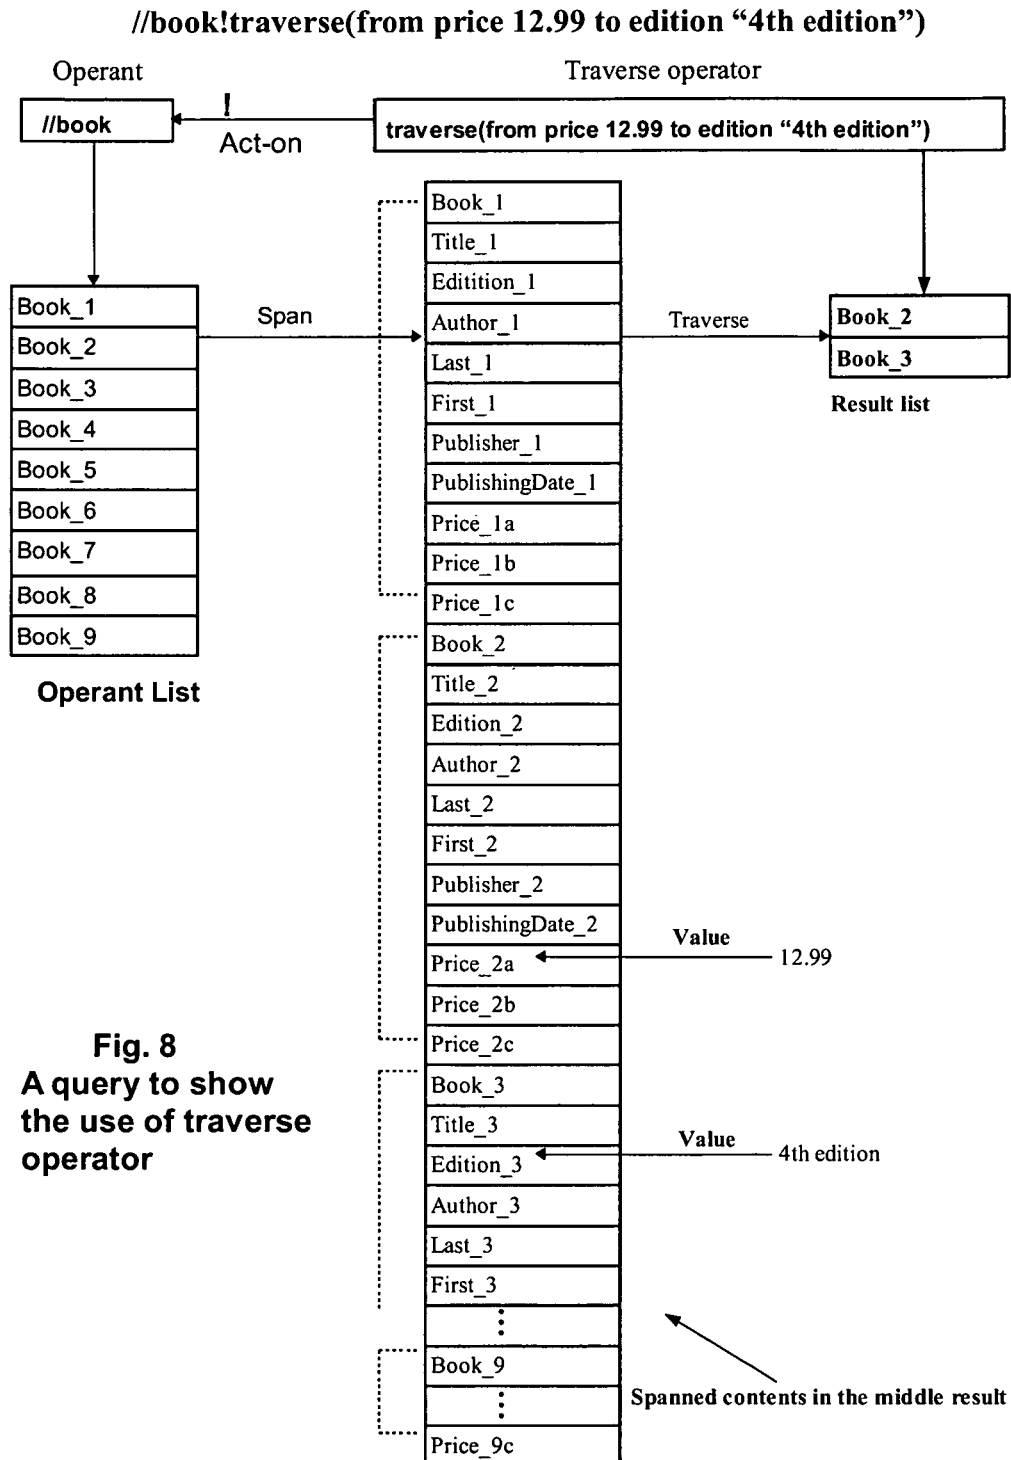 //book!traverse(from price 12.99 to edition “4th edition”)
Operant
Traverse operator
//book
!
Act-on
traverse(from price 12.99 to edition “4th edition”)
Book_1
Book_2
Book_3
Book_4
Book_5
Book_6
Book_7
Book_8
Book_9
Operant List
Span
Book_1
Title_1
Editition_1
Author_1
Last_1
First_1
Publisher_1
PublishingDate_1
Price_1a
Price_1b
Price_1c
Book_2
Title_2
Edition_2
Author_2
Last_2
First_2
Publisher_2
PublishingDate_2
Price_2a
Price_2b
Price_2c
Book_3
Title_3
Edition_3
Author_3
Last_3
First_3
Book_9
Price_9c
Traverse
Book_2
Book_3
Result list
Value
12.99
Value
4th edition
Spanned contents in the middle result
Fig. 8
A query to show
the use of traverse
operator